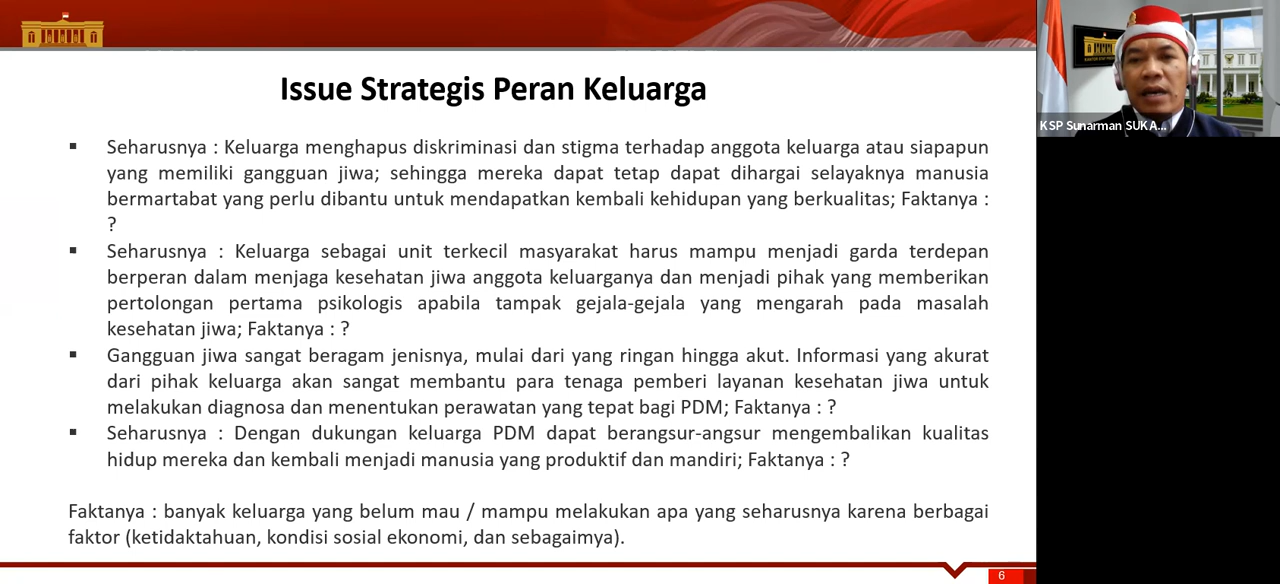 Issue Strategis Peran Keluarga
▪ Seharusnya : Keluarga menghapus diskriminasi dan stigma terhadap anggota keluarga atau siapapun
yang memiliki gangguan jiwa; sehingga mereka dapat tetap dapat dihargai selayaknya manusia
bermartabat yang perlu dibantu untuk mendapatkan kembali kehidupan yang berkualitas; Faktanya :
?
▪ Seharusnya : Keluarga sebagai unit terkecil masyarakat harus mampu menjadi garda terdepan
berperan dalam menjaga kesehatan jiwa anggota keluarganya dan menjadi pihak yang memberikan
pertolongan pertama psikologis apabila tampak gejala-gejala yang mengarah pada masalah
kesehatan jiwa; Faktanya : ?
▪ Gangguan jiwa sangat beragam jenisnya, mulai dari yang ringan hingga akut. Informasi yang akurat
dari pihak keluarga akan sangat membantu para tenaga pemberi layanan kesehatan jiwa untuk
melakukan diagnosa dan menentukan perawatan yang tepat bagi PDM; Faktanya : ?
▪ Seharusnya : Dengan dukungan keluarga PDM dapat berangsur-angsur mengembalikan kualitas
hidup mereka dan kembali menjadi manusia yang produktif dan mandiri; Faktanya : ?
Faktanya : banyak keluarga yang belum mau / mampu melakukan apa yang seharusnya karena berbagai
faktor (ketidaktahuan, kondisi sosial ekonomi, dan sebagaimya).
6
KSP Sunarman SUKA...